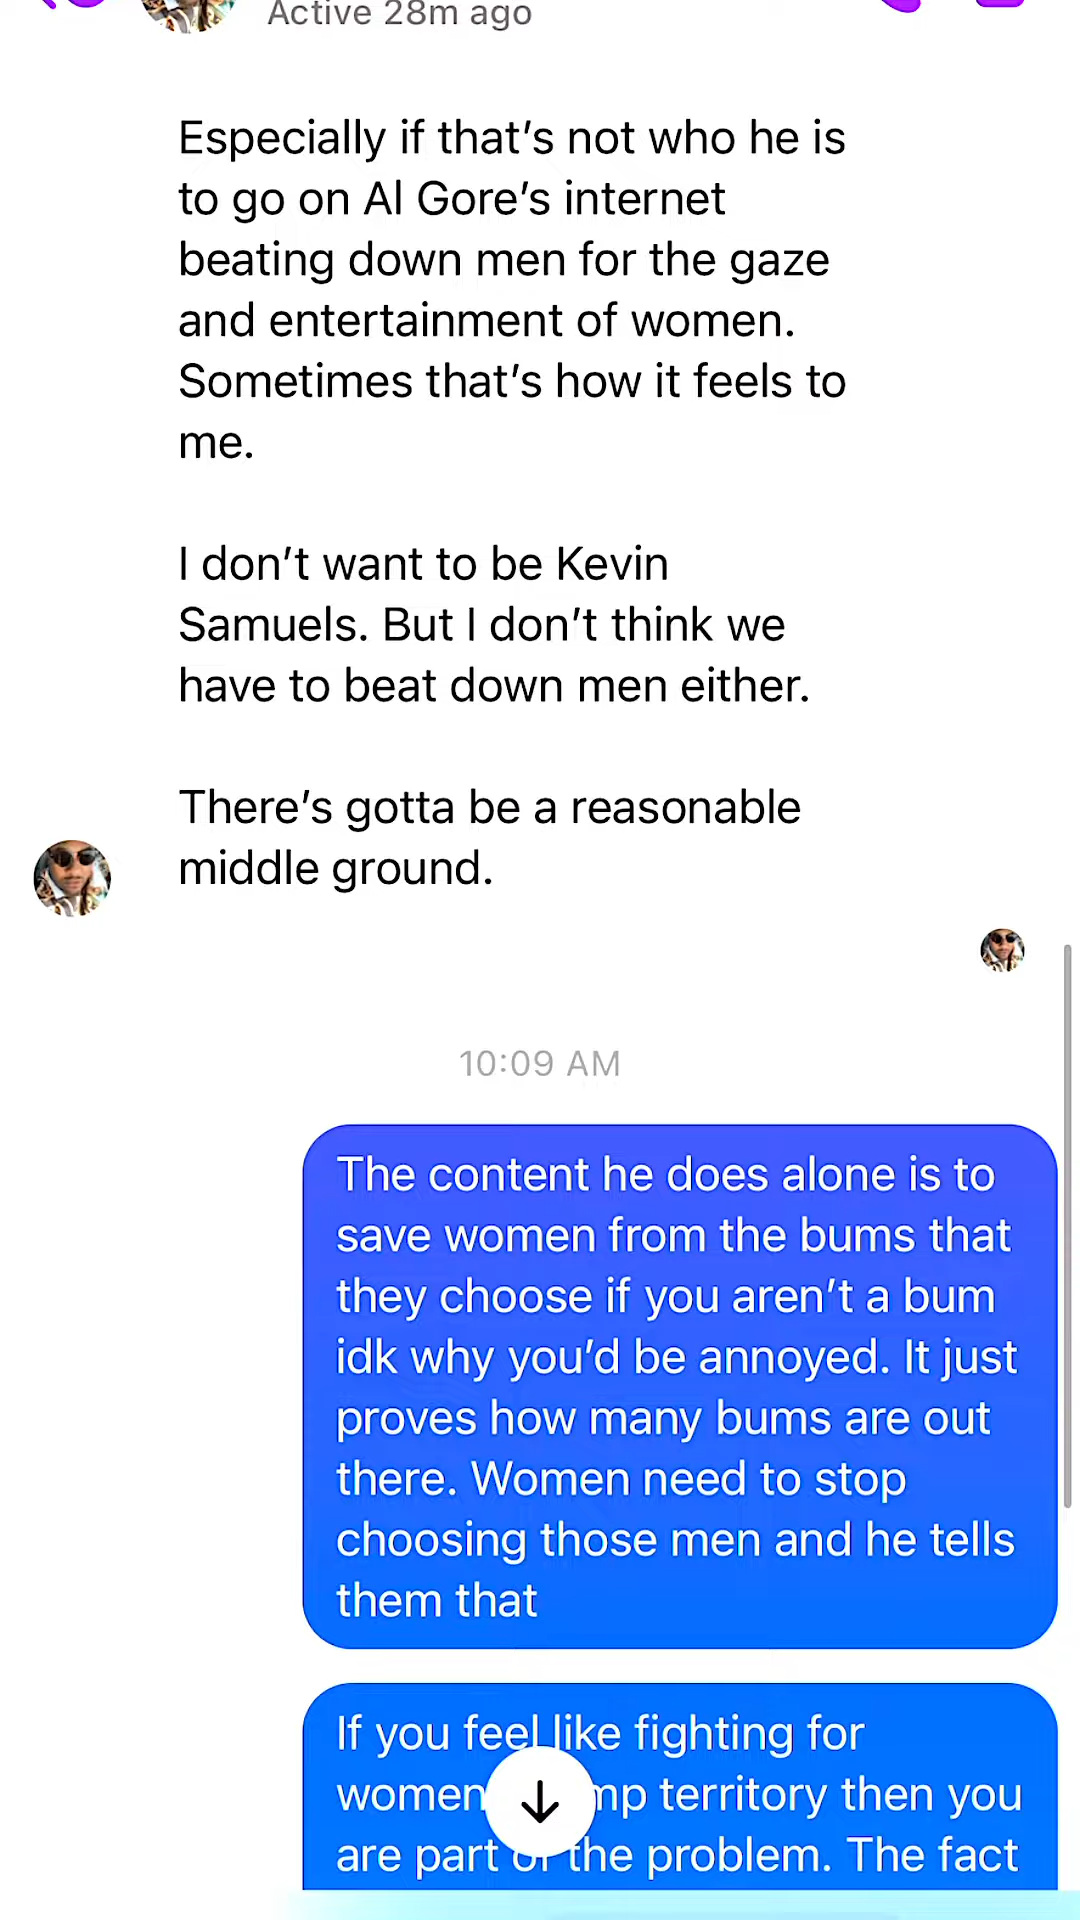 Active 28m ago
Especially if that’s not who he is
to go on Al Gore’s internet
beating down men for the gaze
and entertainment of women.
Sometimes that’s how it feels to
me.
I don’t want to be Kevin
Samuels. But I don’t think we
have to beat down men either.
There’s gotta be a reasonable
middle ground.
10:09 AM
The content he does alone is to
save women from the bums that
they choose if you aren’t a bum
idk why you’d be annoyed. It just
proves how many bums are out
there. Women need to stop
choosing those men and he tells
them that
If you feel like fighting for
women territory then you
are part of the problem. The fact